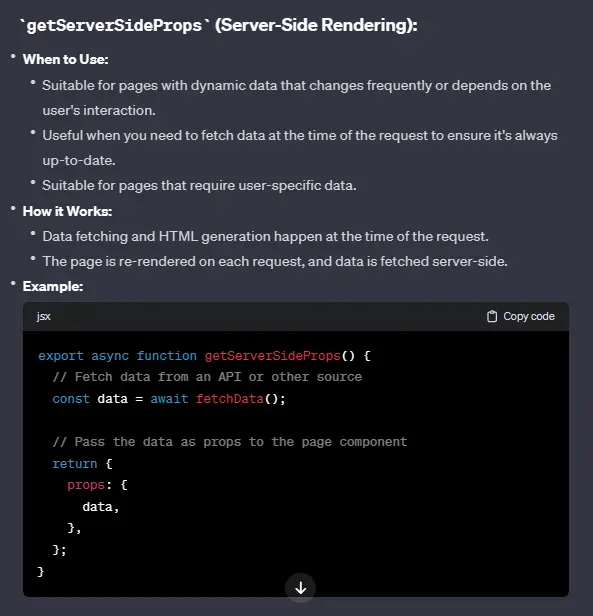 `getServerSideProps` (Server-Side Rendering):
• When to Use:
• Suitable for pages with dynamic data that changes frequently or depends on the
user's interaction.
• Useful when you need to fetch data at the time of the request to ensure it's always
up-to-date.
• Suitable for pages that require user-specific data.
• How it Works:
• Data fetching and HTML generation happen at the time of the request.
• The page is re-rendered on each request, and data is fetched server-side.
• Example:
jsx Copy code
export async function getServerSideProps() {
  // Fetch data from an API or other source
  const data = await fetchData();

  // Pass the data as props to the page component
  return {
    props: {
      data,
    },
  };
}